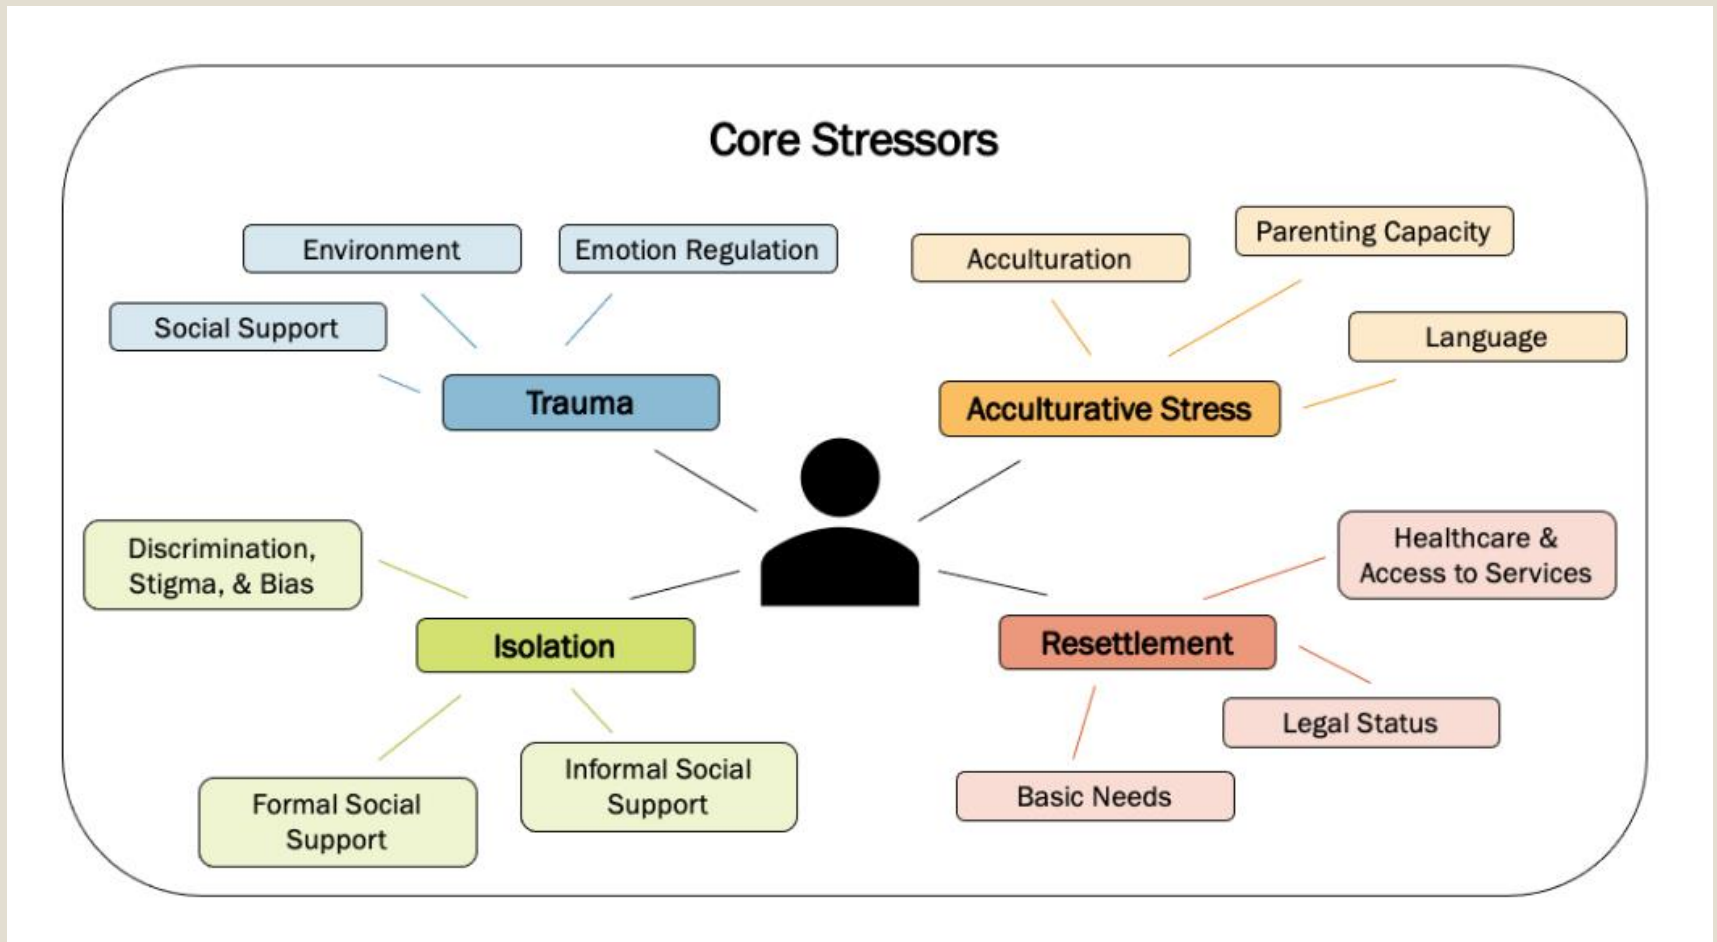 Core Stressors
Environment
Emotion Regulation
Social Support
Trauma
Acculturation
Parenting Capacity
Language
Acculturative Stress
Discrimination,
Stigma, & Bias
Isolation
Formal Social
Support
Informal Social
Support
Healthcare &
Access to Services
Resettlement
Legal Status
Basic Needs